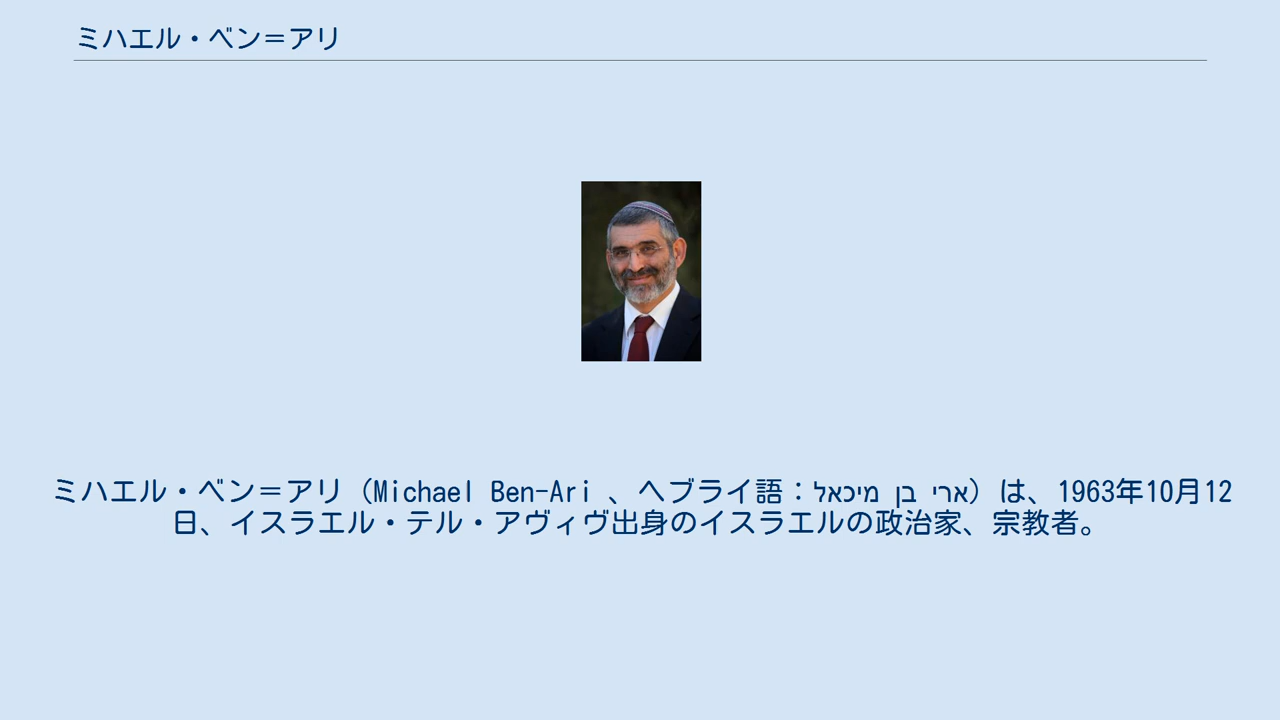 ミハエル・ベン＝アリ
ミハエル・ベン＝アリ（Michael Ben-Ari 、ヘブライ語：ארי בן מיכאל）は、1963年10月12
日、イスラエル・テル・アヴィヴ出身のイスラエルの政治家、宗教者。